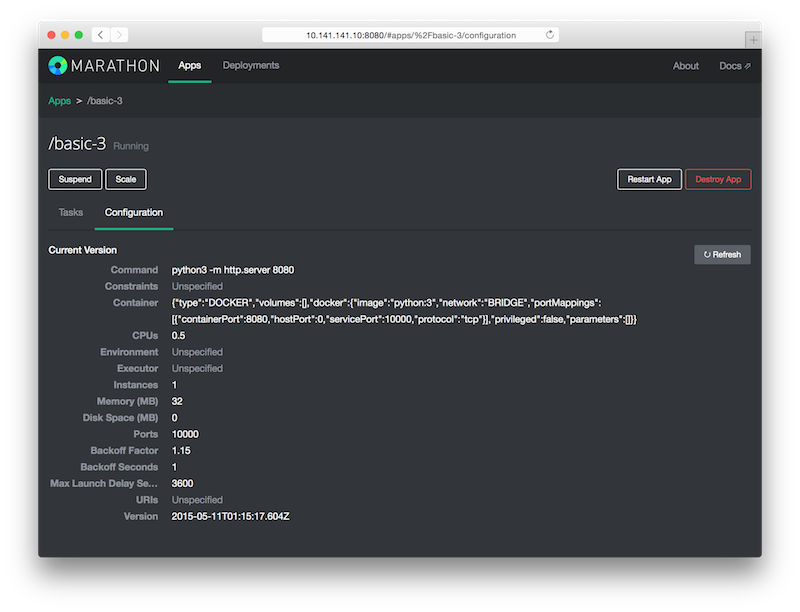 10.141.141.10:8080/#apps/%2Fbasic-3/configuration
MARATHON Apps Deployments About Docs
Apps > /basic-3
/basic-3 Running
Suspend Scale Restart App Destroy App
Tasks Configuration
Current Version Refresh
Command python3 -m http.server 8080
Constraints Unspecified
Container {"type":"DOCKER","volumes":[],"docker":{"image":"python:3","network":"BRIDGE","portMappings":
[{"containerPort":8080,"hostPort":0,"servicePort":10000,"protocol":"tcp"}],"privileged":false,"parameters":[]}}
CPUs 0.5
Environment Unspecified
Executor Unspecified
Instances 1
Memory (MB) 32
Disk Space (MB) 0
Ports 10000
Backoff Factor 1.15
Backoff Seconds 1
Max Launch Delay Se... 3600
URIs Unspecified
Version 2015-05-11T01:15:17.604Z